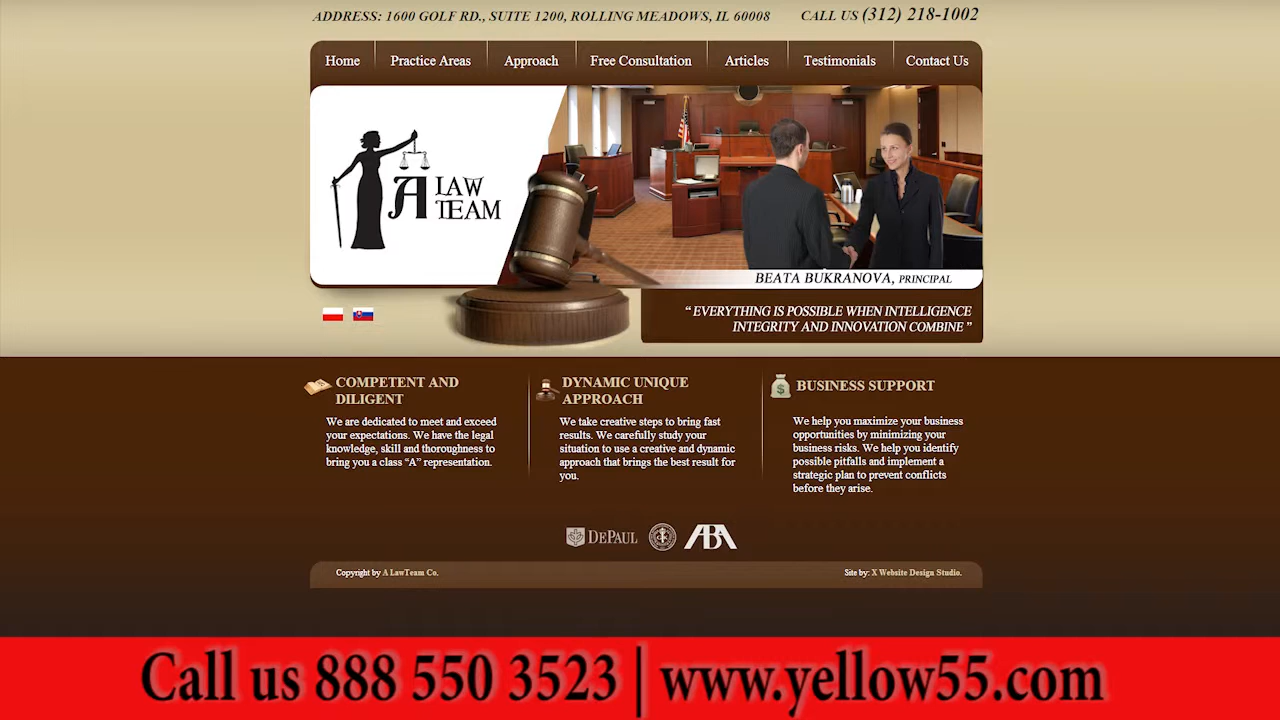 ADDRESS: 1600 GOLF RD., SUITE 1200, ROLLING MEADOWS, IL 60008
CALL US (312) 218-1002
Home
Practice Areas
Approach
Free Consultation
Articles
Testimonials
Contact Us
A LAW
TEAM
BEATA BUKRANOVA, PRINCIPAL
“ EVERYTHING IS POSSIBLE WHEN INTELLIGENCE
INTEGRITY AND INNOVATION COMBINE ”
COMPETENT AND
DILIGENT
We are dedicated to meet and exceed
your expectations. We have the legal
knowledge, skill and thoroughness to
bring you a class “A” representation.
DYNAMIC UNIQUE
APPROACH
We take creative steps to bring fast
results. We carefully study your
situation to use a creative and dynamic
approach that brings the best result for
you.
BUSINESS SUPPORT
We help you maximize your business
opportunities by minimizing your
business risks. We help you identify
possible pitfalls and implement a
strategic plan to prevent conflicts
before they arise.
DEPAUL
ABA
Copyright by A LawTeam Co.
Site by: X Website Design Studio.
Call us 888 550 3523 | www.yellow55.com